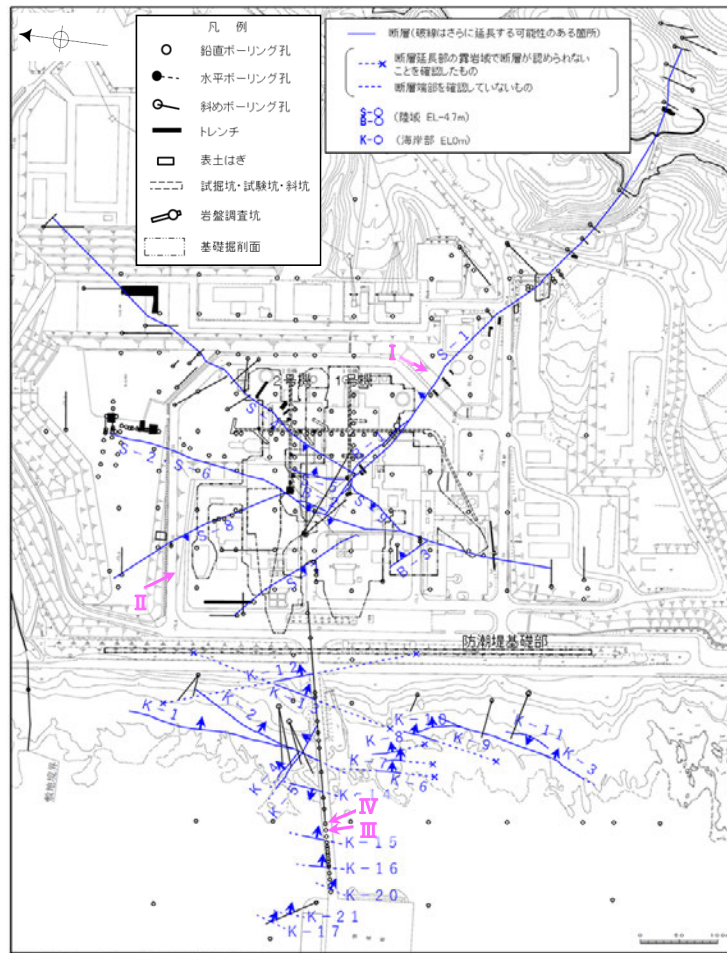 凡 例
鉛直ボーリング孔
水平ボーリング孔
斜めボーリング孔
トレンチ
表土はぎ
試掘坑・試験坑・斜坑
岩盤調査坑
基礎掘削面
断層(破線はさらに延長する可能性のある箇所)
断層延長部の露岩域で断層が認められない
ことを確認したもの
断層端部を確認していないもの
S-○
B-○
(陸域 EL-4.7m)
K-○
(海岸部 EL0m)
S-1
Ⅰ
2号機
1号機
S-4
S-2・S-6
S-9
S-8
B-3
Ⅱ
防潮堤基礎部
K-12
K-13
K-2
K-1
K-10
K-11
K-8
K-9
K-3
K-7
K-6
K-4
K-5
K-14
敷地境界
Ⅳ
Ⅲ
K-15
K-16
K-20
K-21
K-17